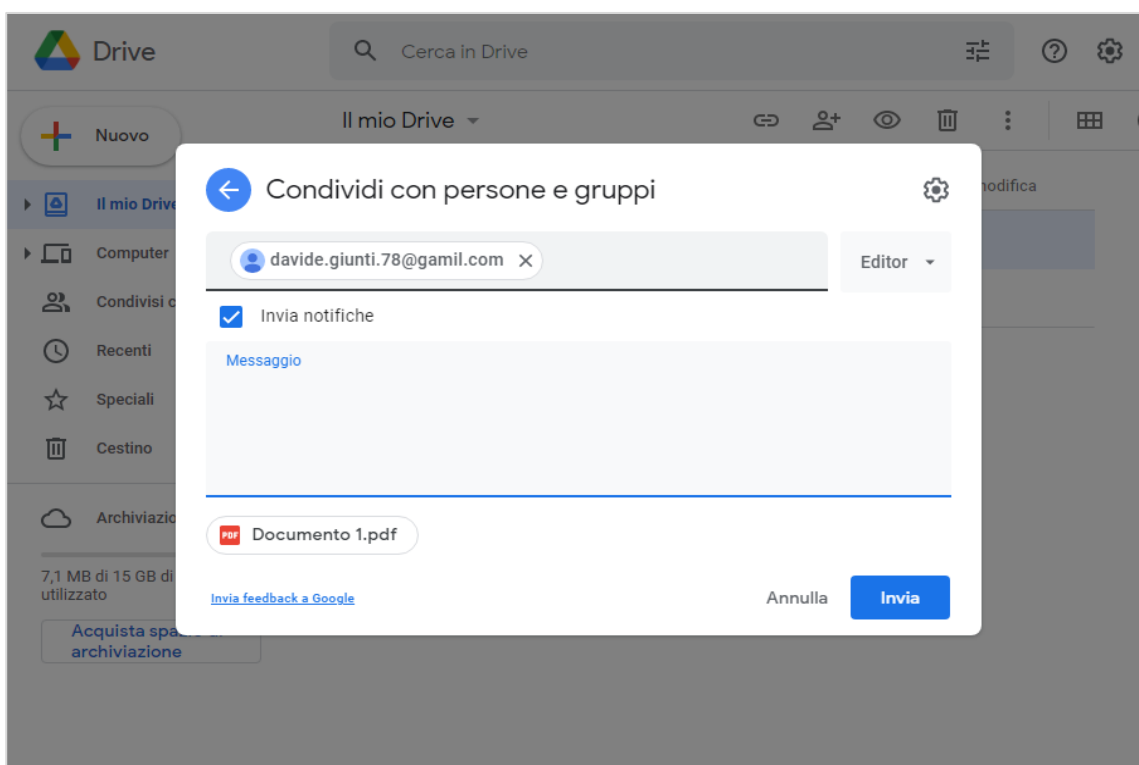 Drive
Cerca in Drive
Nuovo
Il mio Drive
Condividi con persone e gruppi
modifica
Il mio Drive
davide.giunti.78@gamil.com
Editor
Computer
Invia notifiche
Condivisi c
Messaggio
Recenti
Speciali
Cestino
Archiviazio
PDF Documento 1.pdf
7,1 MB di 15 GB di
utilizzato
Invia feedback a Google
Annulla
Invia
Acquista spazio di
archiviazione